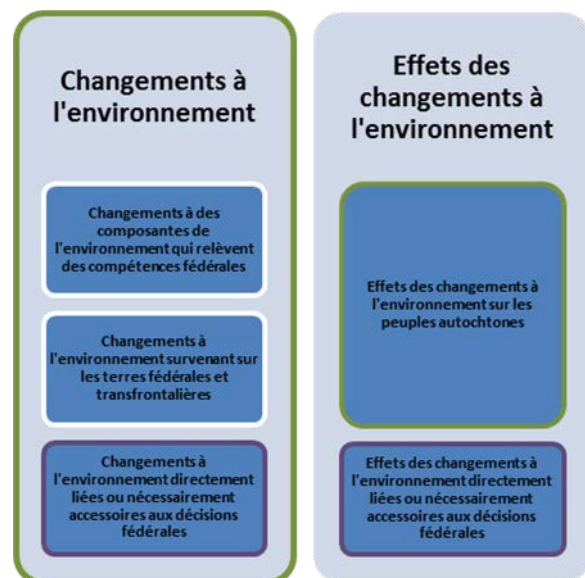 Changements à
l'environnement
Changements à des
composantes de
l'environnement qui relèvent
des compétences fédérales
Changements à
l'environnement survenant sur
les terres fédérales et
transfrontalières
Changements à
l'environnement directement
liées ou nécessairement
accessoires aux décisions
fédérales
Effets des
changements à
l'environnement
Effets des changements à
l'environnement sur les
peuples autochtones
Effets des changements à
l'environnement directement
liées ou nécessairement
accessoires aux décisions
fédérales